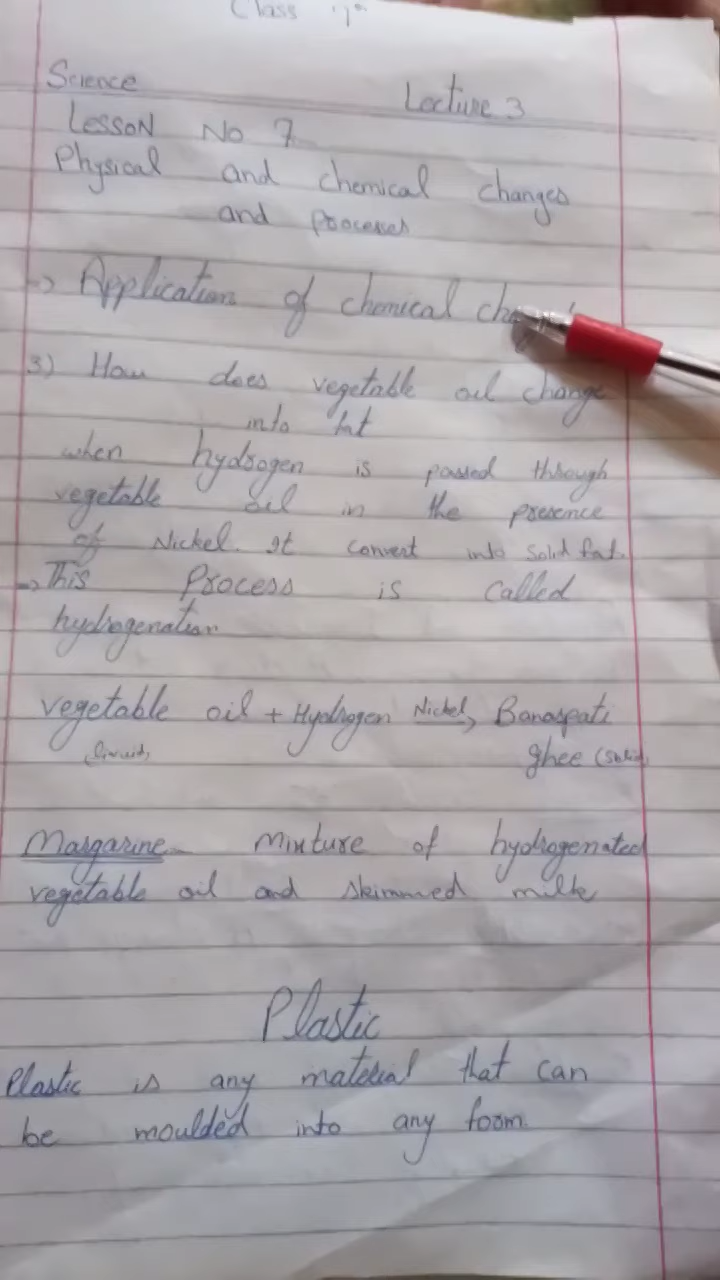 Class
Science Lecture 3
Lesson No 7
Physical and chemical changes
and Processes
→ Application of chemical
3) How does vegetable oil change
into fat
when hydrogen is passed through
vegetable oil in the presence
of Nickel. It convert into solid fat
→ This Process is called
hydrogenation
vegetable oil + Hydrogen Nickel, Banaspati
(liquid) ghee (solid)
Margarine - Mixture of hydrogenated
vegetable oil and skimmed milk
Plastic
Plastic is any material that can
be moulded into any form.